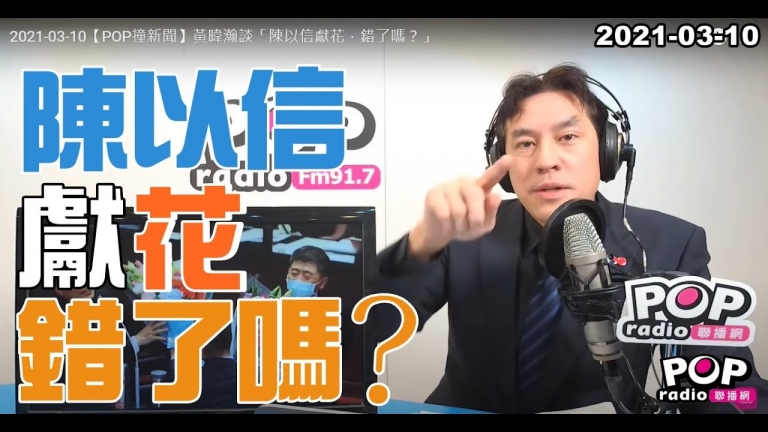 2021-03-10【POP撞新聞】黃暐瀚談「陳以信獻花，錯了嗎？」
2021-03-10
陳以信
獻花
錯了嗎?
radio Fm91.7
POP
radio 聯播網
POP
radio 聯播網